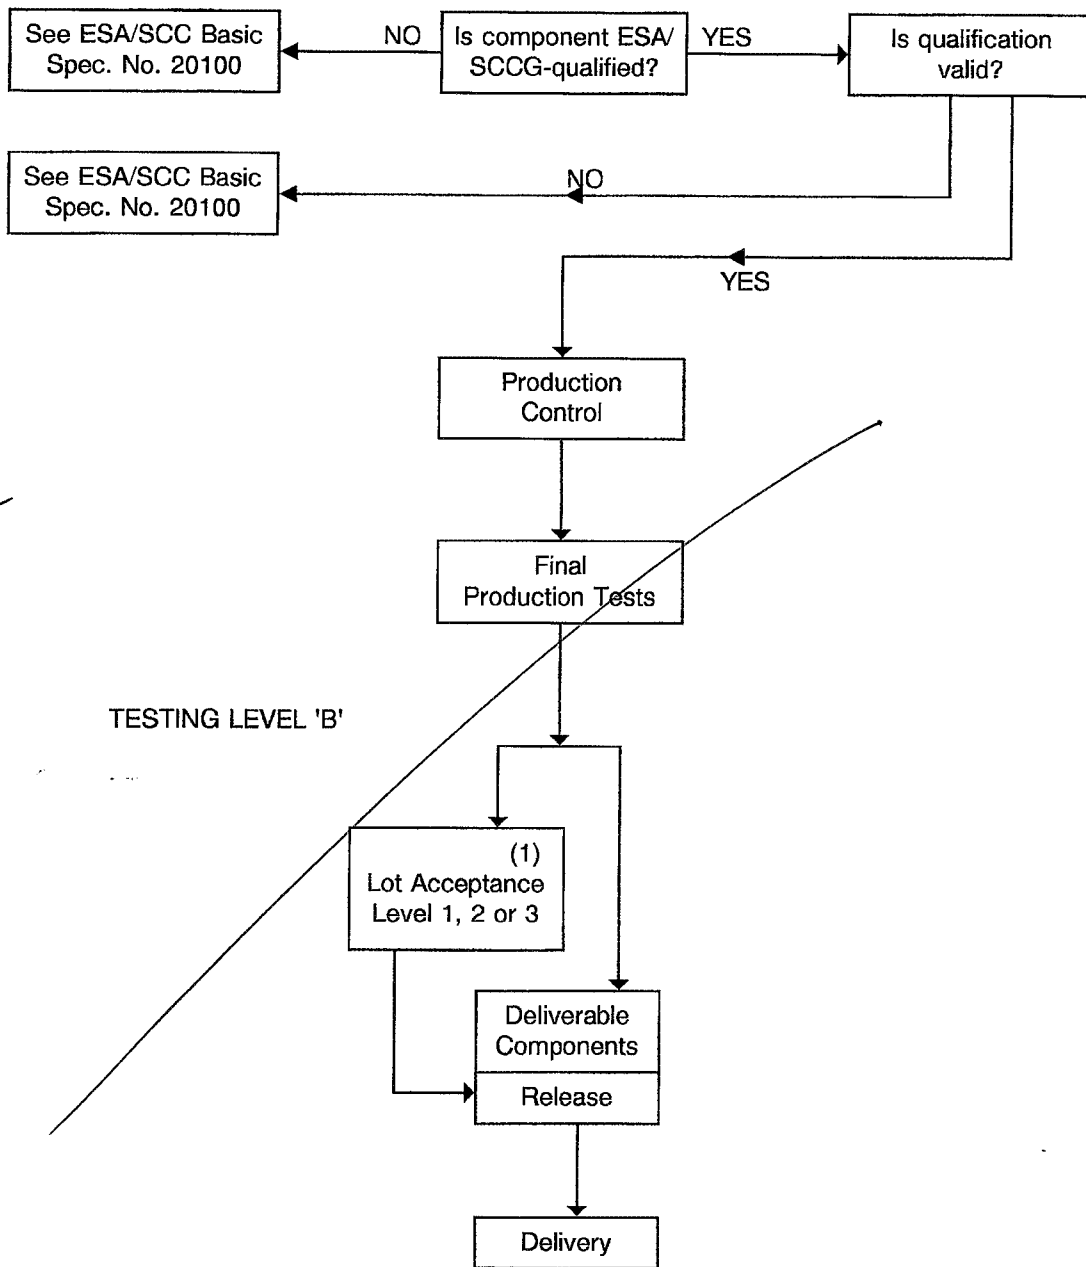 See ESA/SCC Basic
Spec. No. 20100
NO
Is component ESA/
SCCG-qualified?
YES
Is qualification
valid?
See ESA/SCC Basic
Spec. No. 20100
NO
YES
Production
Control
Final
Production Tests
TESTING LEVEL 'B'
(1)
Lot Acceptance
Level 1, 2 or 3
Deliverable
Components
Release
Delivery